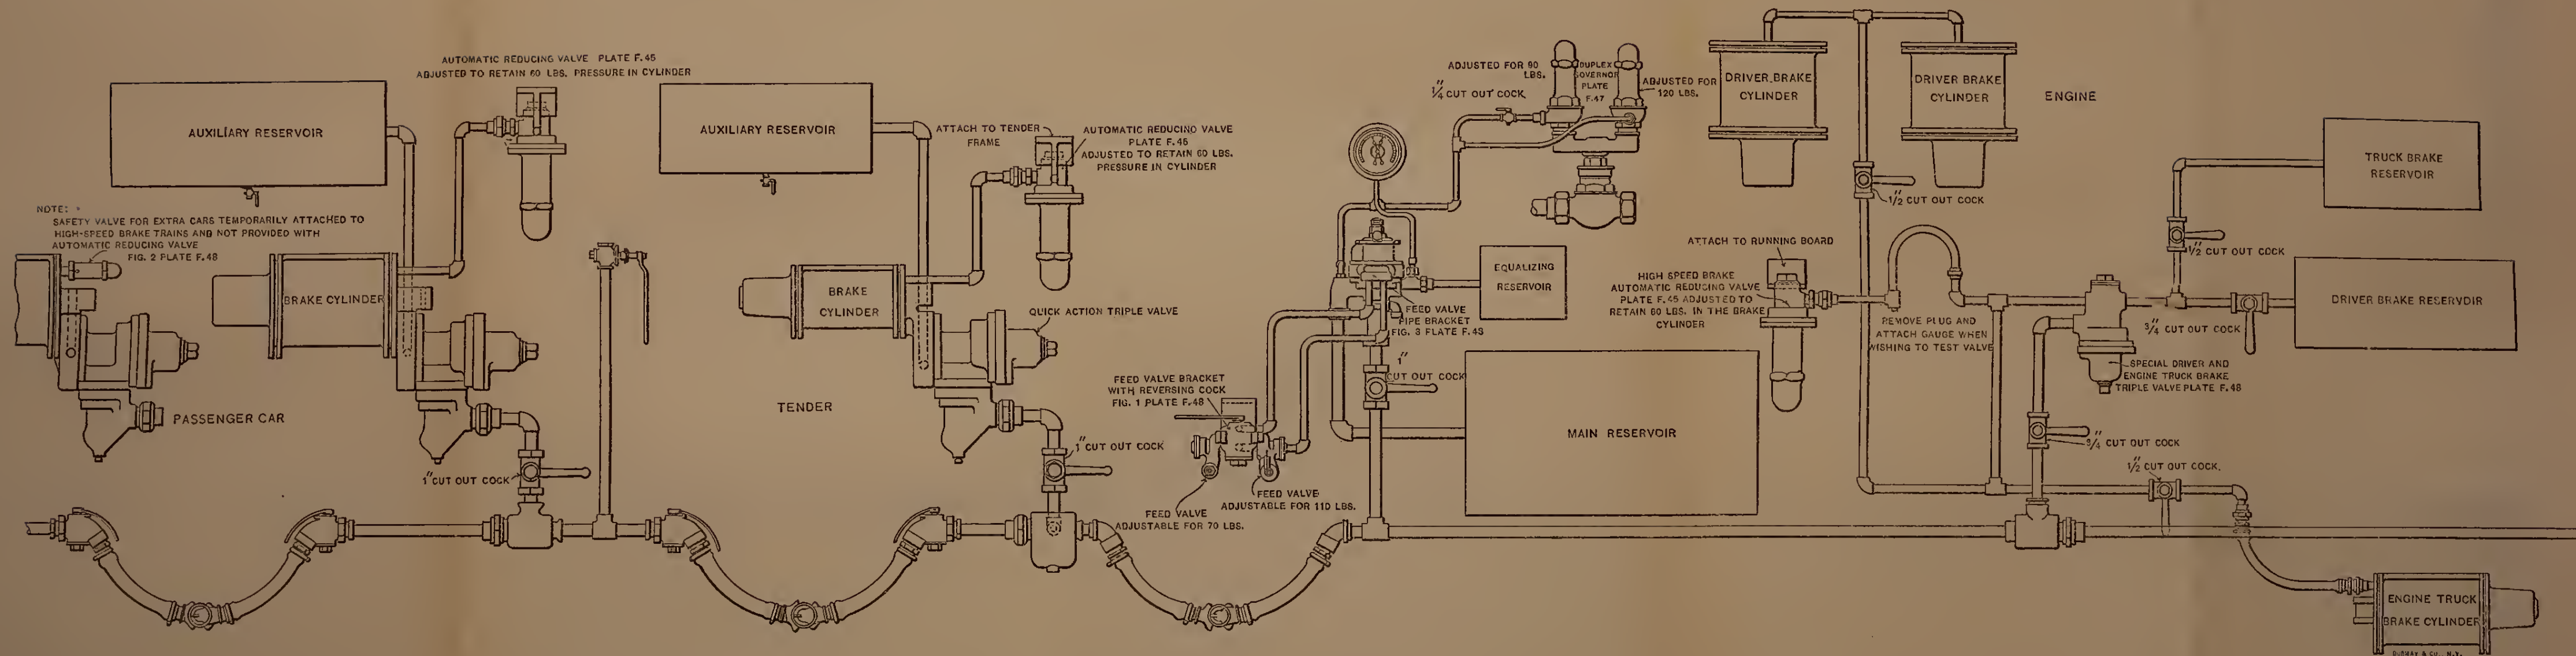 AUTOMATIC REDUCING VALVE PLATE F.45
ADJUSTED TO RETAIN 60 LBS. PRESSURE IN CYLINDER
AUXILIARY RESERVOIR
NOTE:
SAFETY VALVE FOR EXTRA CARS TEMPORARILY ATTACHED TO
HIGH-SPEED BRAKE TRAINS AND NOT PROVIDED WITH
AUTOMATIC REDUCING VALVE
FIG. 2 PLATE F.48
BRAKE CYLINDER
PASSENGER CAR
1" CUT OUT COCK
AUXILIARY RESERVOIR
ATTACH TO TENDER
FRAME
AUTOMATIC REDUCING VALVE
PLATE F.45
ADJUSTED TO RETAIN 60 LBS.
PRESSURE IN CYLINDER
BRAKE
CYLINDER
QUICK ACTION TRIPLE VALVE
TENDER
1" CUT OUT COCK
ADJUSTED FOR 90
LBS.
1/4" CUT OUT COCK
DUPLEX
GOVERNOR
PLATE
F.47
ADJUSTED FOR
120 LBS.
EQUALIZING
RESERVOIR
FEED VALVE
PIPE BRACKET
FIG. 3 PLATE F.43
1"
CUT OUT COCK
FEED VALVE BRACKET
WITH REVERSING COCK
FIG. 1 PLATE F.48
FEED VALVE
ADJUSTABLE FOR 70 LBS.
FEED VALVE
ADJUSTABLE FOR 110 LBS.
MAIN RESERVOIR
DRIVER BRAKE
CYLINDER
DRIVER BRAKE
CYLINDER
ENGINE
1/2" CUT OUT COCK
ATTACH TO RUNNING BOARD
HIGH SPEED BRAKE
AUTOMATIC REDUCING VALVE
PLATE F.45 ADJUSTED TO
RETAIN 60 LBS. IN THE BRAKE
CYLINDER
REMOVE PLUG AND
ATTACH GAUGE WHEN
WISHING TO TEST VALVE
TRUCK BRAKE
RESERVOIR
1/2" CUT OUT COCK
DRIVER BRAKE RESERVOIR
3/4" CUT OUT COCK
SPECIAL DRIVER AND
ENGINE TRUCK BRAKE
TRIPLE VALVE PLATE F.48
3/4" CUT OUT COCK
1/2" CUT OUT COCK.
ENGINE TRUCK
BRAKE CYLINDER